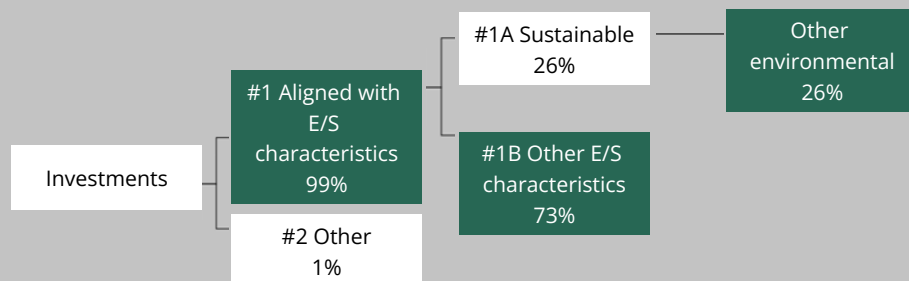 Investments
#1 Aligned with
E/S
characteristics
99%
#2 Other
1%
#1A Sustainable
26%
#1B Other E/S
characteristics
73%
Other
environmental
26%